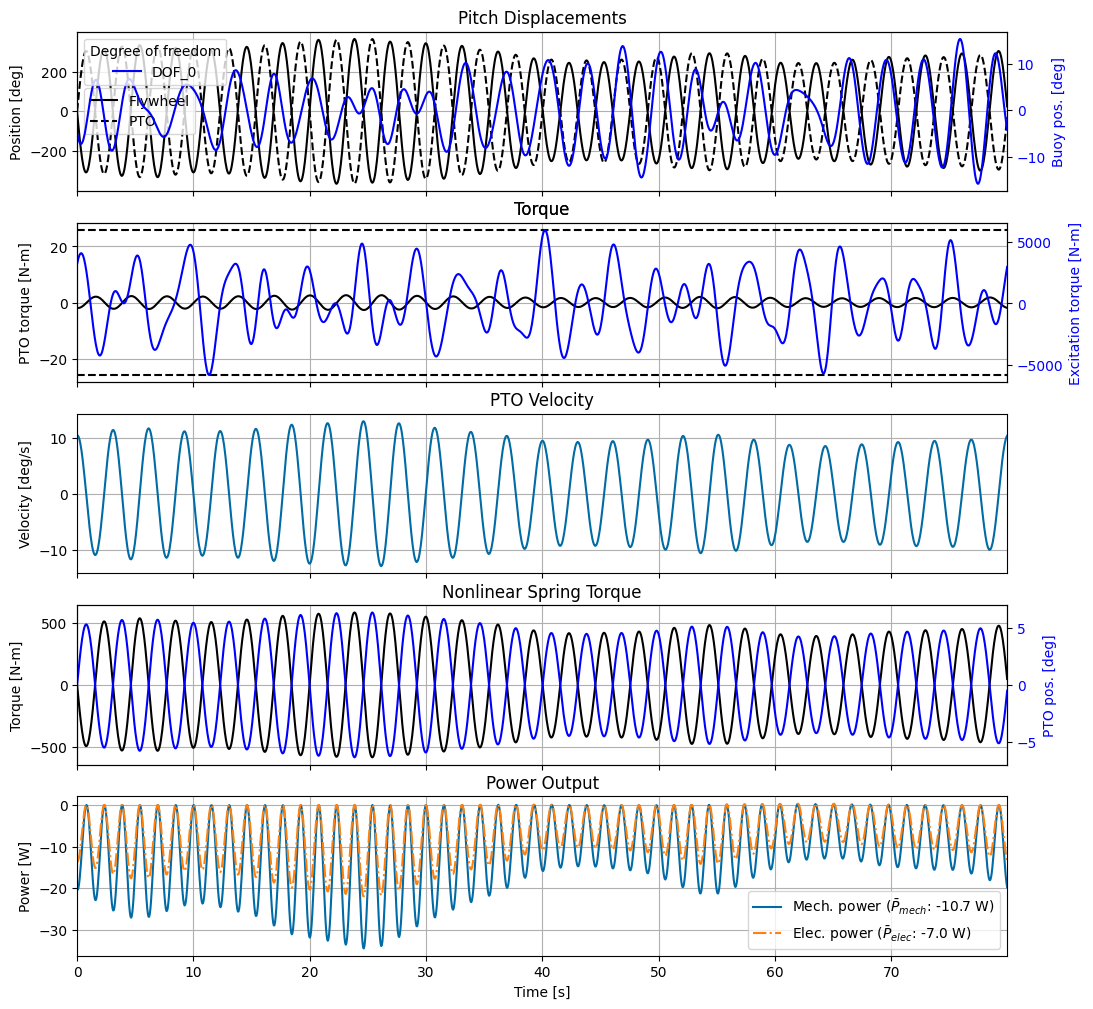 Pitch Displacements
Position [deg]
200
0
−200
Degree of freedom
DOF_0
Flywheel
PTO
10
0
−10
Buoy pos. [deg]
Torque
PTO torque [N-m]
20
0
−20
5000
0
−5000
Excitation torque [N-m]
PTO Velocity
Velocity [deg/s]
10
0
−10
Nonlinear Spring Torque
Torque [N-m]
500
0
−500
5
0
−5
PTO pos. [deg]
Power Output
Power [W]
0
−10
−20
−30
Mech. power (P̄mech: -10.7 W)
Elec. power (P̄elec: -7.0 W)
0 10 20 30 40 50 60 70
Time [s]